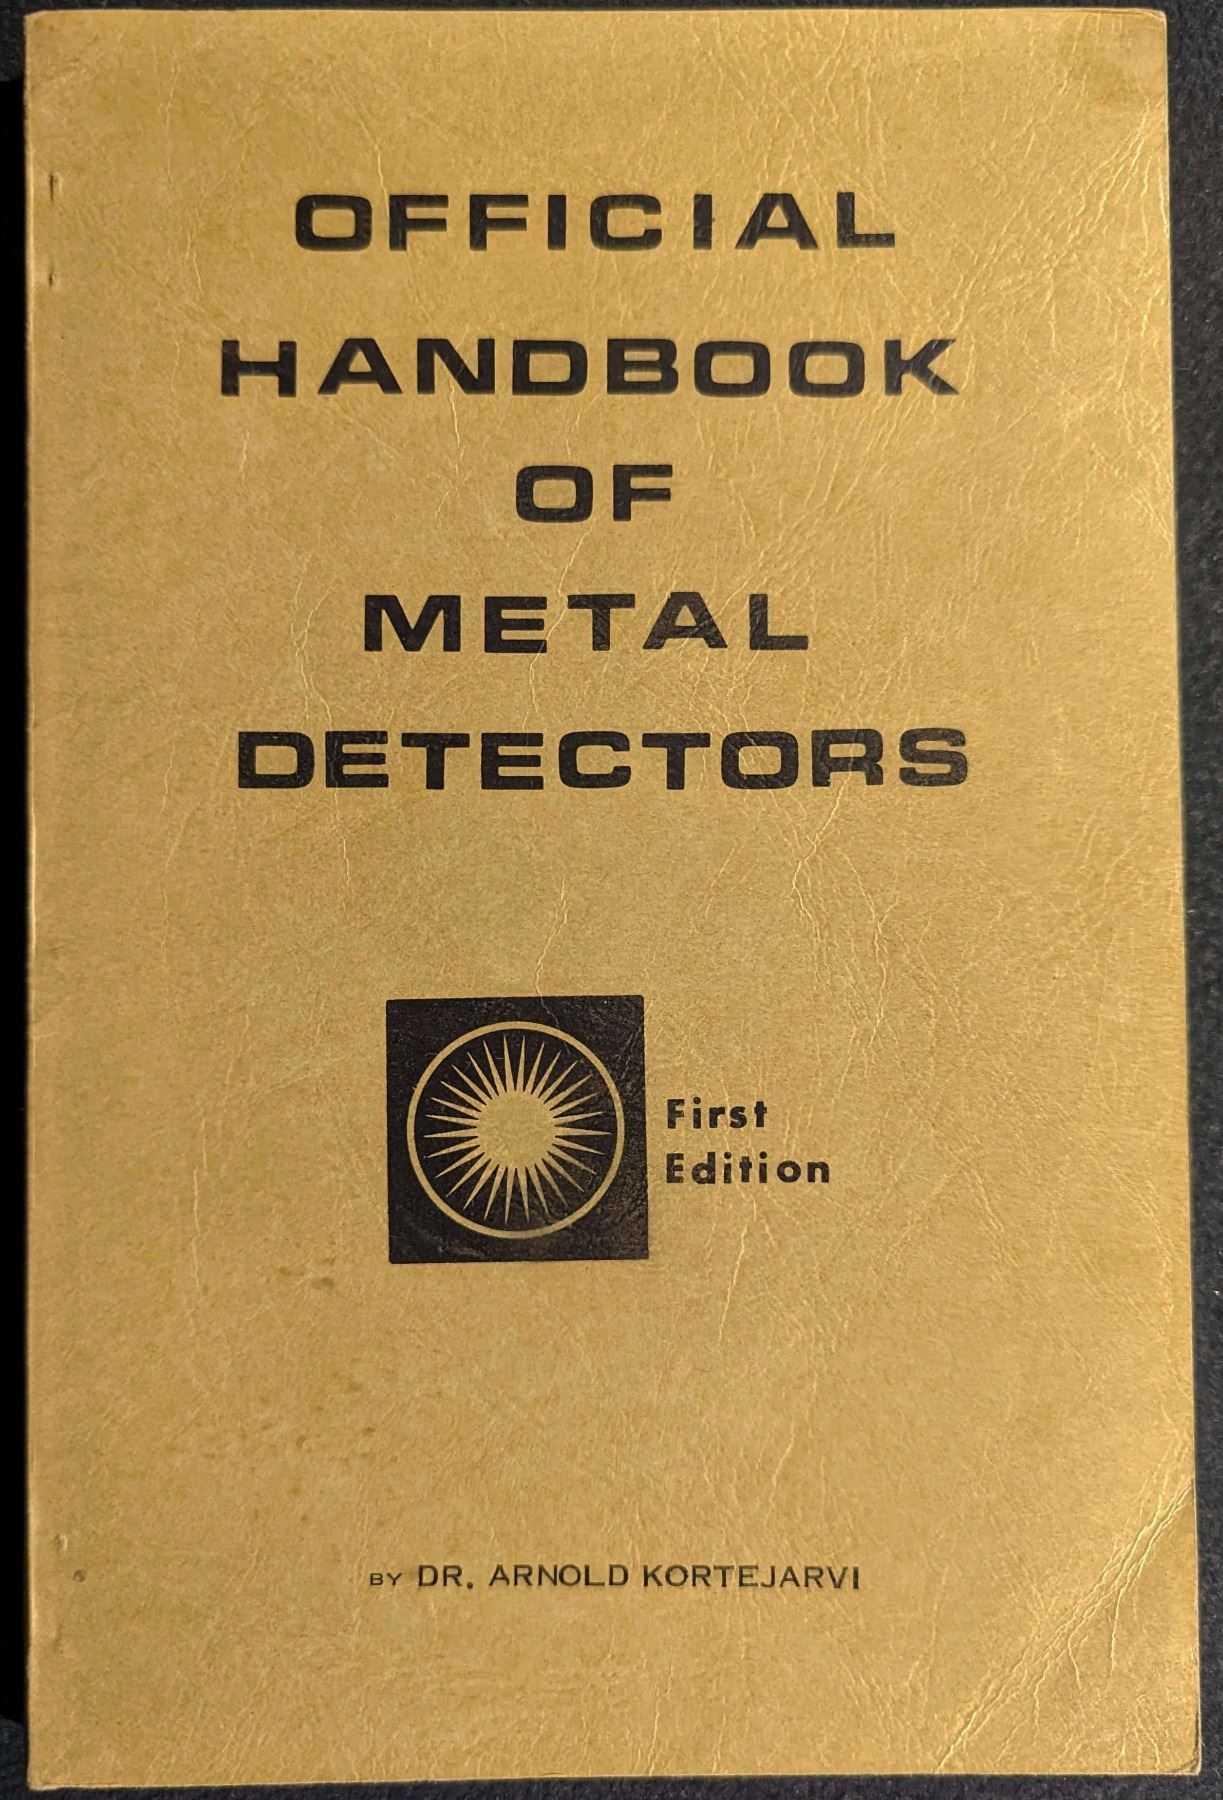 OFFICIAL
HANDBOOK
OF
METAL
DETECTORS
First
Edition
BY DR. ARNOLD KORTEJARVI